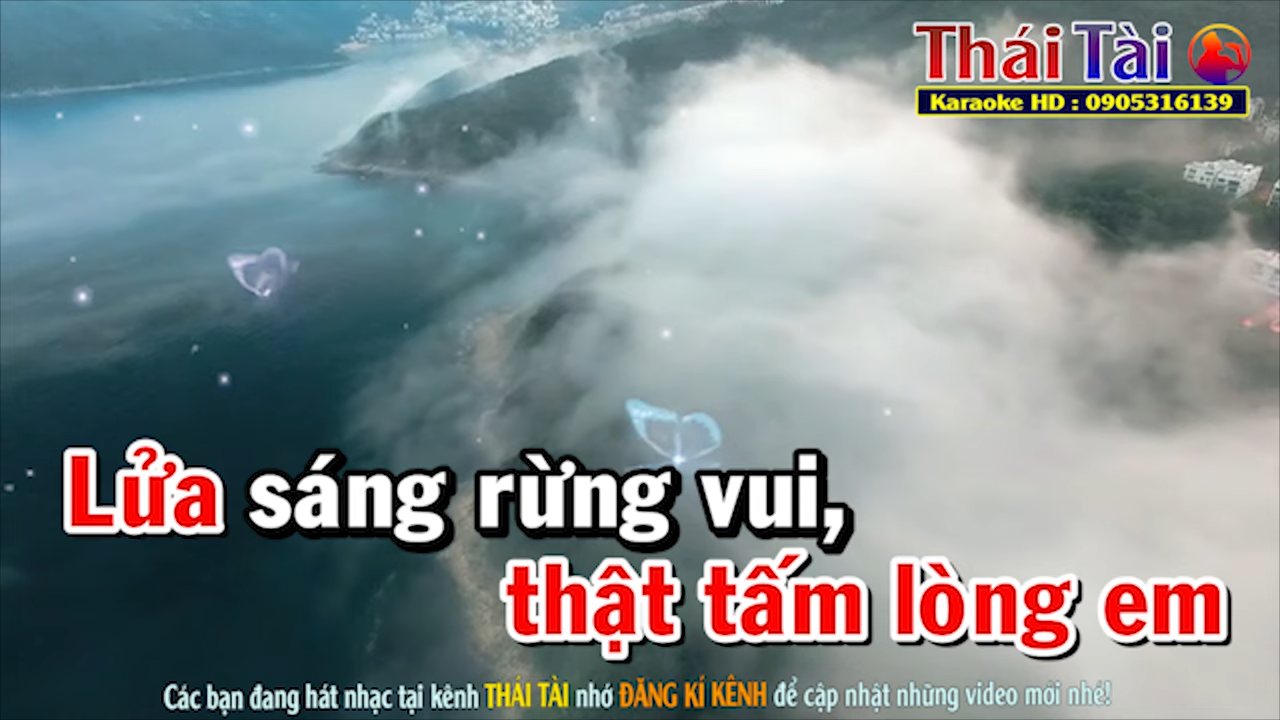 Thái Tài
Karaoke HD : 0905316139
Lửa sáng rừng vui,
thật tấm lòng em
Các bạn đang hát nhạc tại kênh THÁI TÀI nhớ ĐĂNG KÍ KÊNH để cập nhật những video mới nhé!